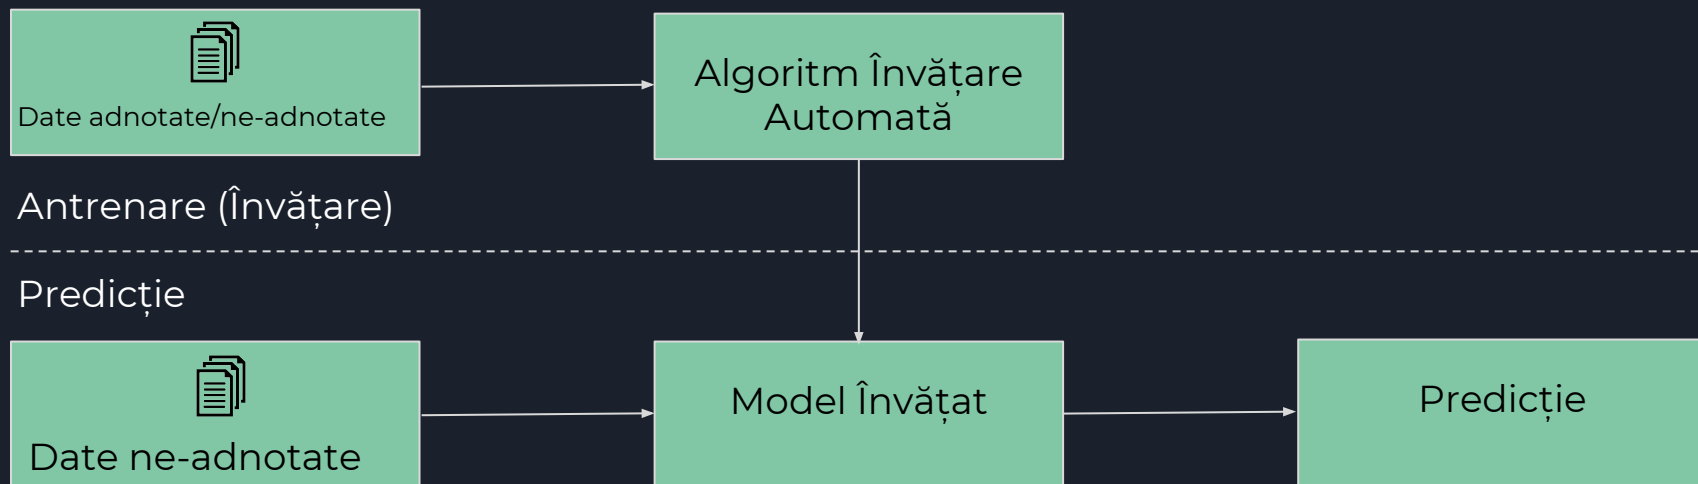 Date adnotate/ne-adnotate
Algoritm Învățare
Automată
Antrenare (Învățare)
Predicție
Date ne-adnotate
Model Învățat
Predicție